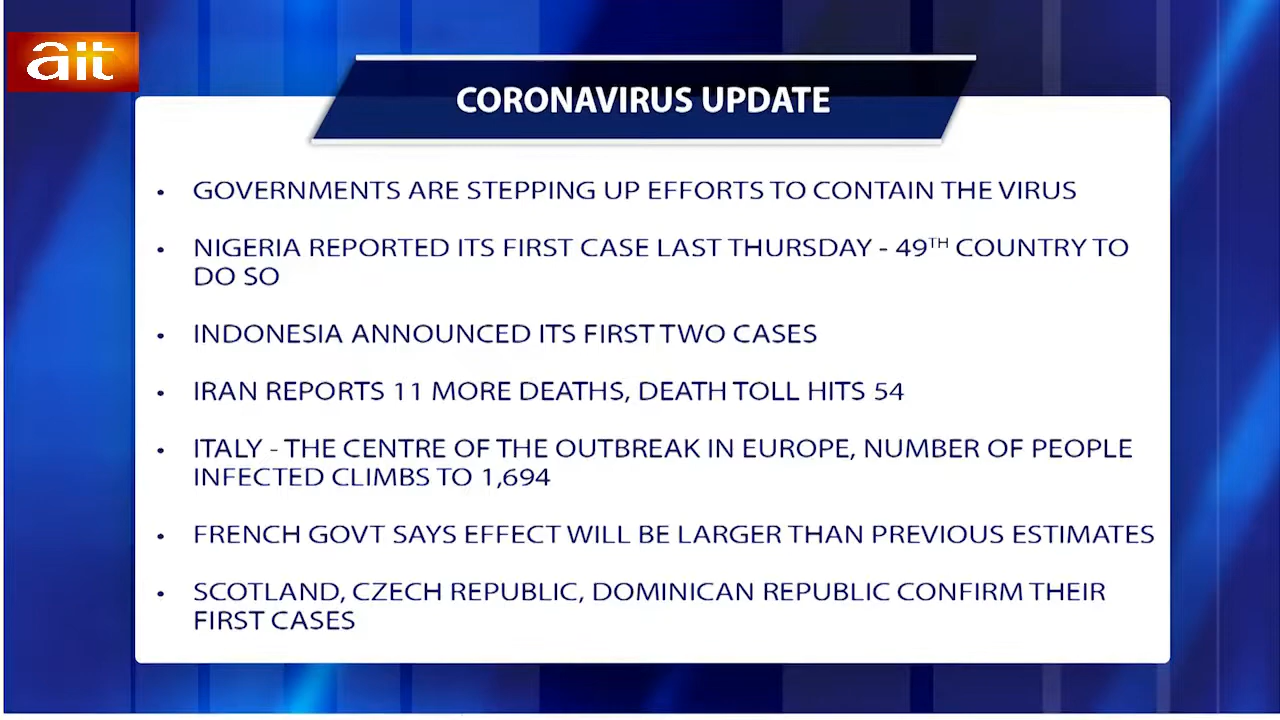 ait
CORONAVIRUS UPDATE
• GOVERNMENTS ARE STEPPING UP EFFORTS TO CONTAIN THE VIRUS
• NIGERIA REPORTED ITS FIRST CASE LAST THURSDAY - 49TH COUNTRY TO
DO SO
• INDONESIA ANNOUNCED ITS FIRST TWO CASES
• IRAN REPORTS 11 MORE DEATHS, DEATH TOLL HITS 54
• ITALY - THE CENTRE OF THE OUTBREAK IN EUROPE, NUMBER OF PEOPLE
INFECTED CLIMBS TO 1,694
• FRENCH GOVT SAYS EFFECT WILL BE LARGER THAN PREVIOUS ESTIMATES
• SCOTLAND, CZECH REPUBLIC, DOMINICAN REPUBLIC CONFIRM THEIR
FIRST CASES